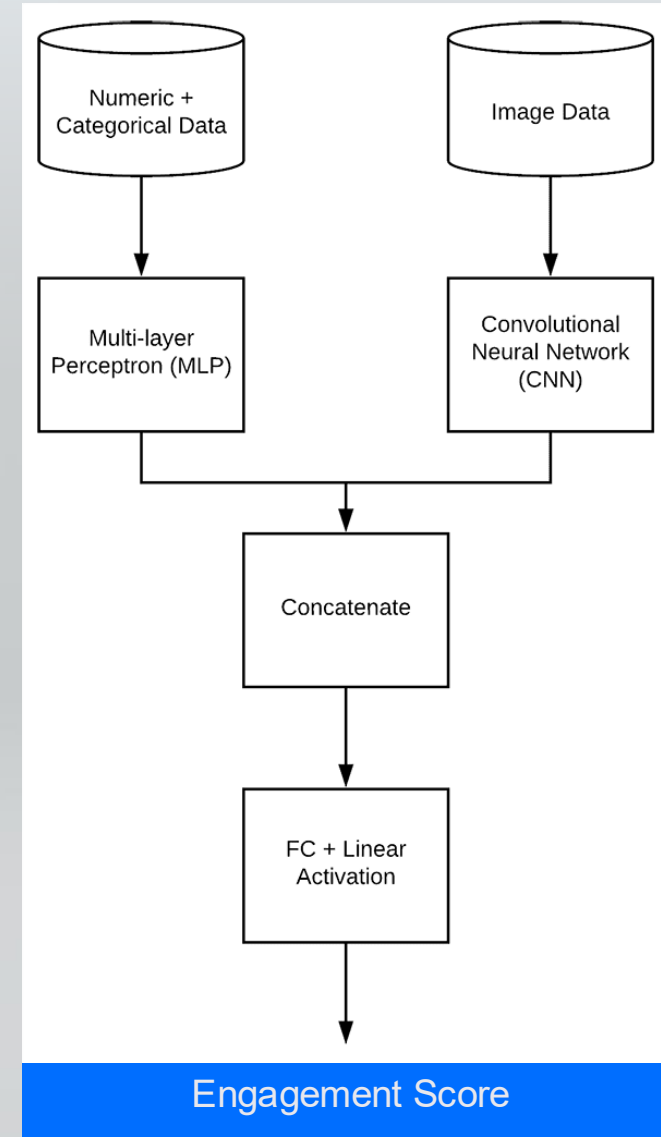 Numeric +
Categorical Data
Image Data
Multi-layer
Perceptron (MLP)
Convolutional
Neural Network
(CNN)
Concatenate
FC + Linear
Activation
Engagement Score